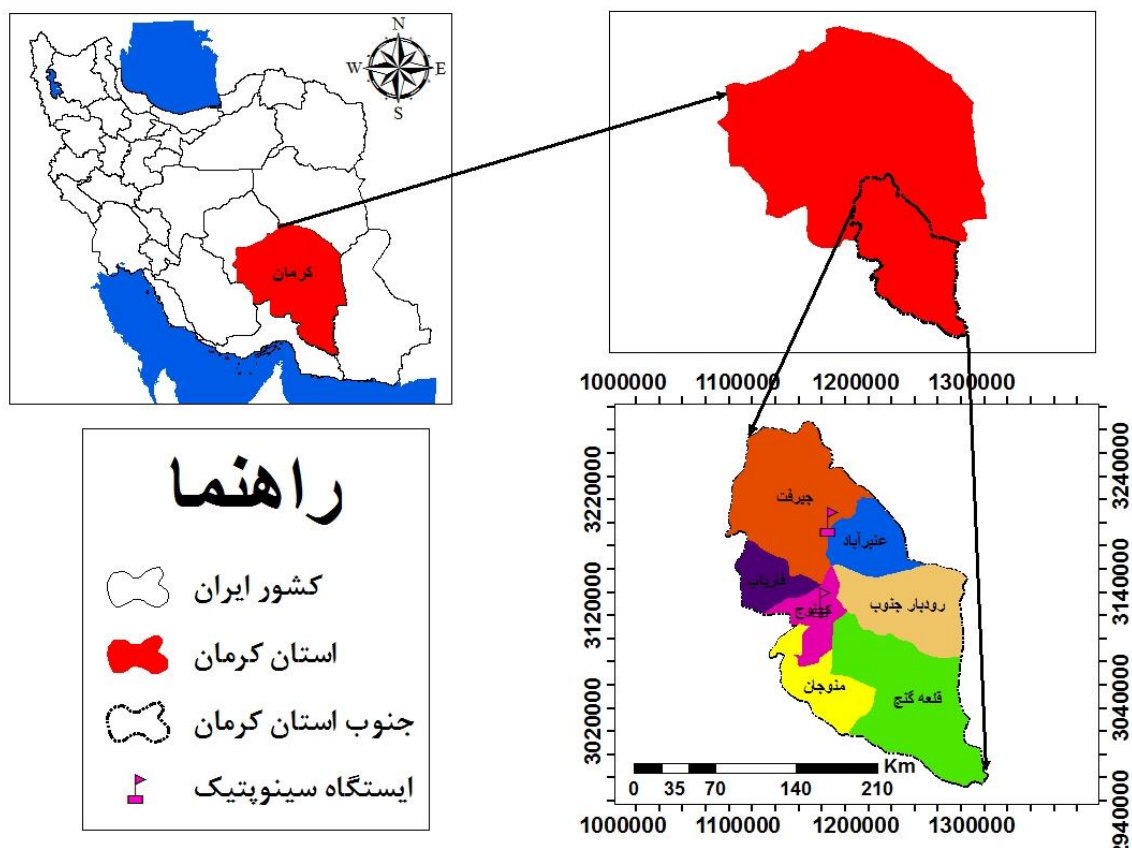 N
W E
S
کرمان
راهنما
کشور ایران
استان کرمان
جنوب استان کرمان
ایستگاه سینوپتیک
1000000 1100000 1200000 1300000
3220000
3120000
3020000
3240000
3140000
3040000
2940000
جیرفت
عنبرآباد
فاریاب
کهنوج
رودبار جنوب
منوجان
قلعه گنج
Km
0 35 70 140 210
1000000 1100000 1200000 1300000